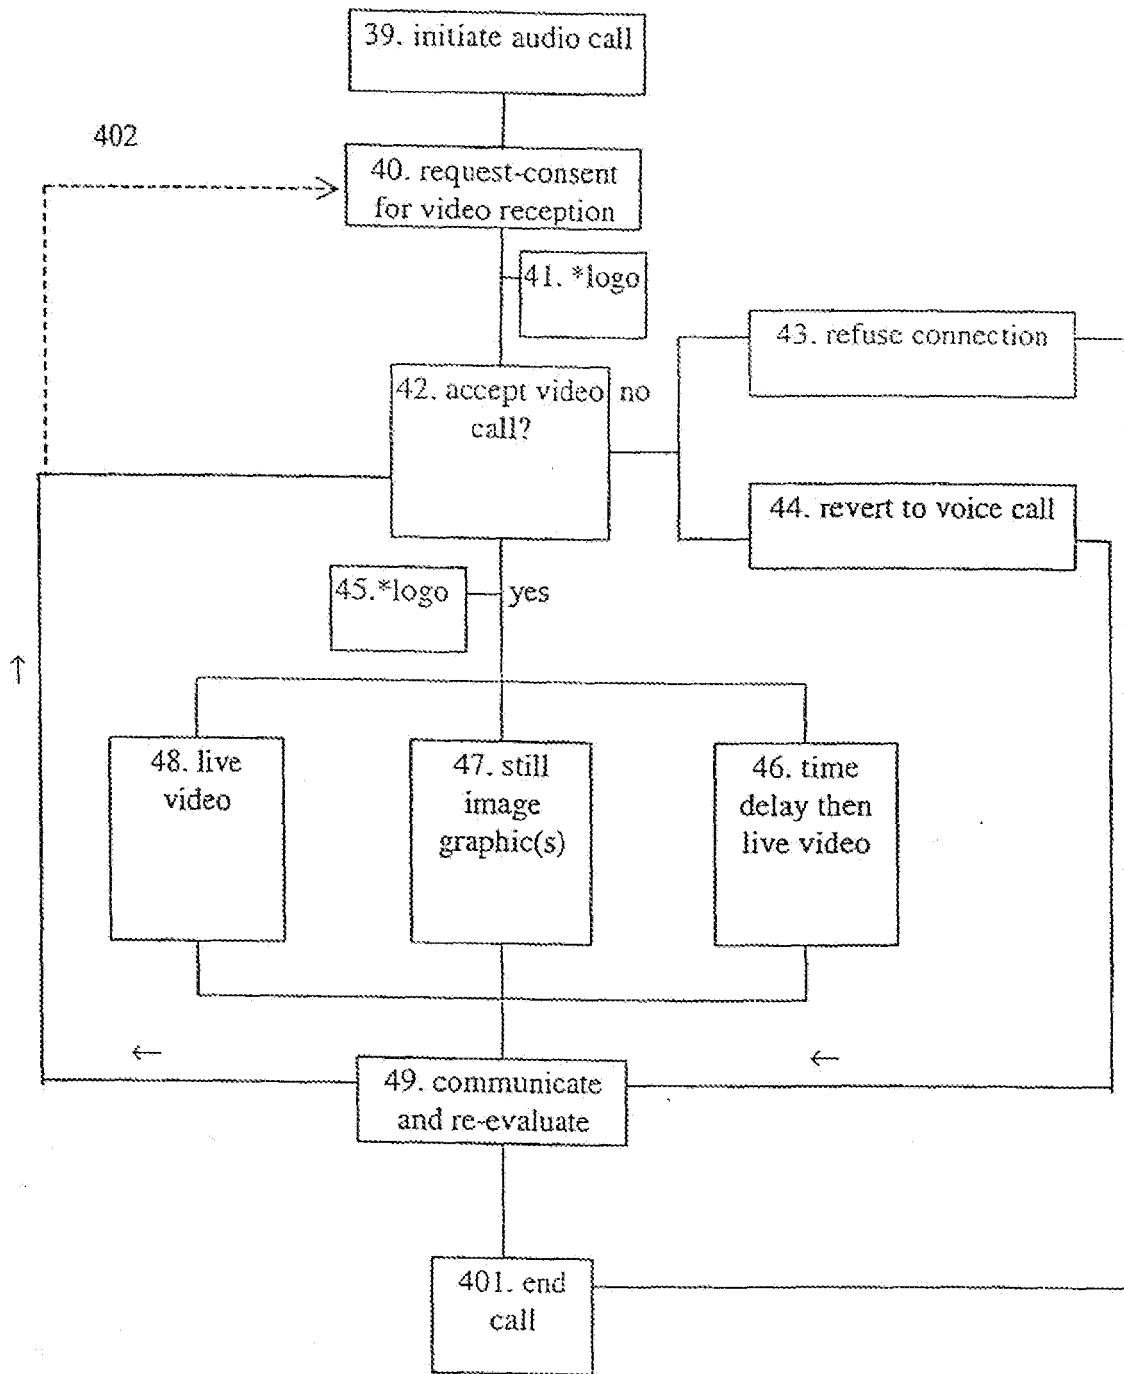 39. initiate audio call
402
40. request-consent
for video reception
41. *logo
43. refuse connection
42. accept video no
call?
44. revert to voice call
45.*logo
yes
↑
48. live
video
47. still
image
graphic(s)
46. time
delay then
live video
←
←
49. communicate
and re-evaluate
401. end
call